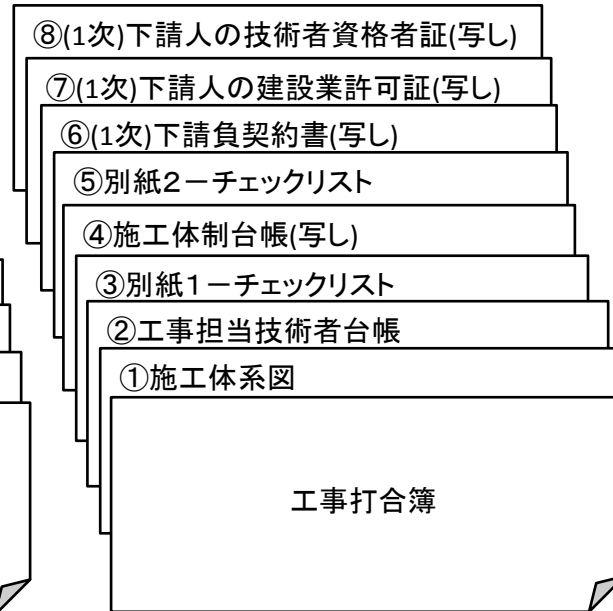 ⑧(1次)下請人の技術者資格者証(写し)
⑦(1次)下請人の建設業許可証(写し)
⑥(1次)下請負契約書(写し)
⑤別紙2－チェックリスト
④施工体制台帳(写し)
③別紙1－チェックリスト
②工事担当技術者台帳
①施工体系図
工事打合簿